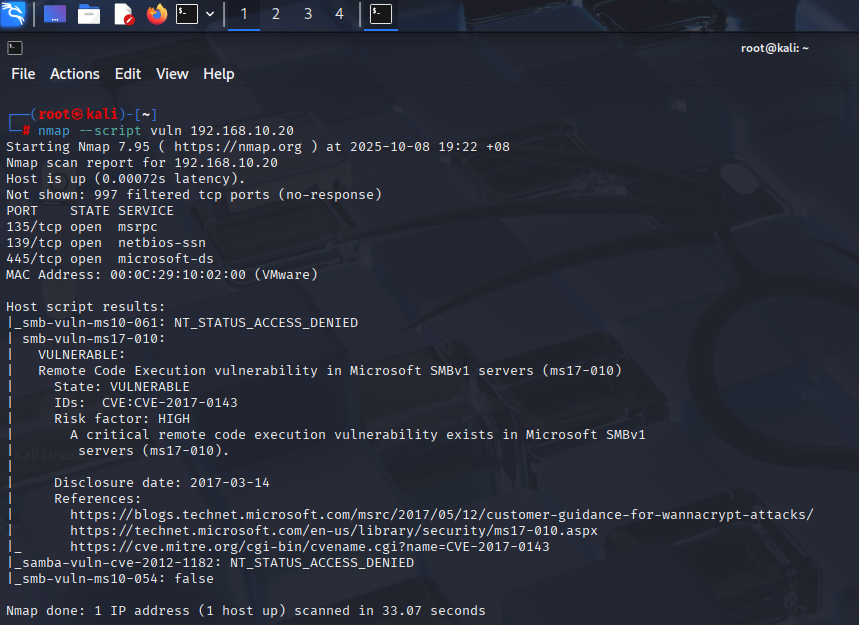 1 2 3 4
root@kali: ~
File Actions Edit View Help
┌──(root㉿kali)-[~]
└─# nmap --script vuln 192.168.10.20
Starting Nmap 7.95 ( https://nmap.org ) at 2025-10-08 19:22 +08
Nmap scan report for 192.168.10.20
Host is up (0.00072s latency).
Not shown: 997 filtered tcp ports (no-response)
PORT    STATE SERVICE
135/tcp open  msrpc
139/tcp open  netbios-ssn
445/tcp open  microsoft-ds
MAC Address: 00:0C:29:10:02:00 (VMware)
Host script results:
|_smb-vuln-ms10-061: NT_STATUS_ACCESS_DENIED
| smb-vuln-ms17-010:
|   VULNERABLE:
|   Remote Code Execution vulnerability in Microsoft SMBv1 servers (ms17-010)
|     State: VULNERABLE
|     IDs:  CVE:CVE-2017-0143
|     Risk factor: HIGH
|       A critical remote code execution vulnerability exists in Microsoft SMBv1
|        servers (ms17-010).
|
|     Disclosure date: 2017-03-14
|     References:
|       https://blogs.technet.microsoft.com/msrc/2017/05/12/customer-guidance-for-wannacrypt-attacks/
|       https://technet.microsoft.com/en-us/library/security/ms17-010.aspx
|_      https://cve.mitre.org/cgi-bin/cvename.cgi?name=CVE-2017-0143
|_samba-vuln-cve-2012-1182: NT_STATUS_ACCESS_DENIED
|_smb-vuln-ms10-054: false
Nmap done: 1 IP address (1 host up) scanned in 33.07 seconds